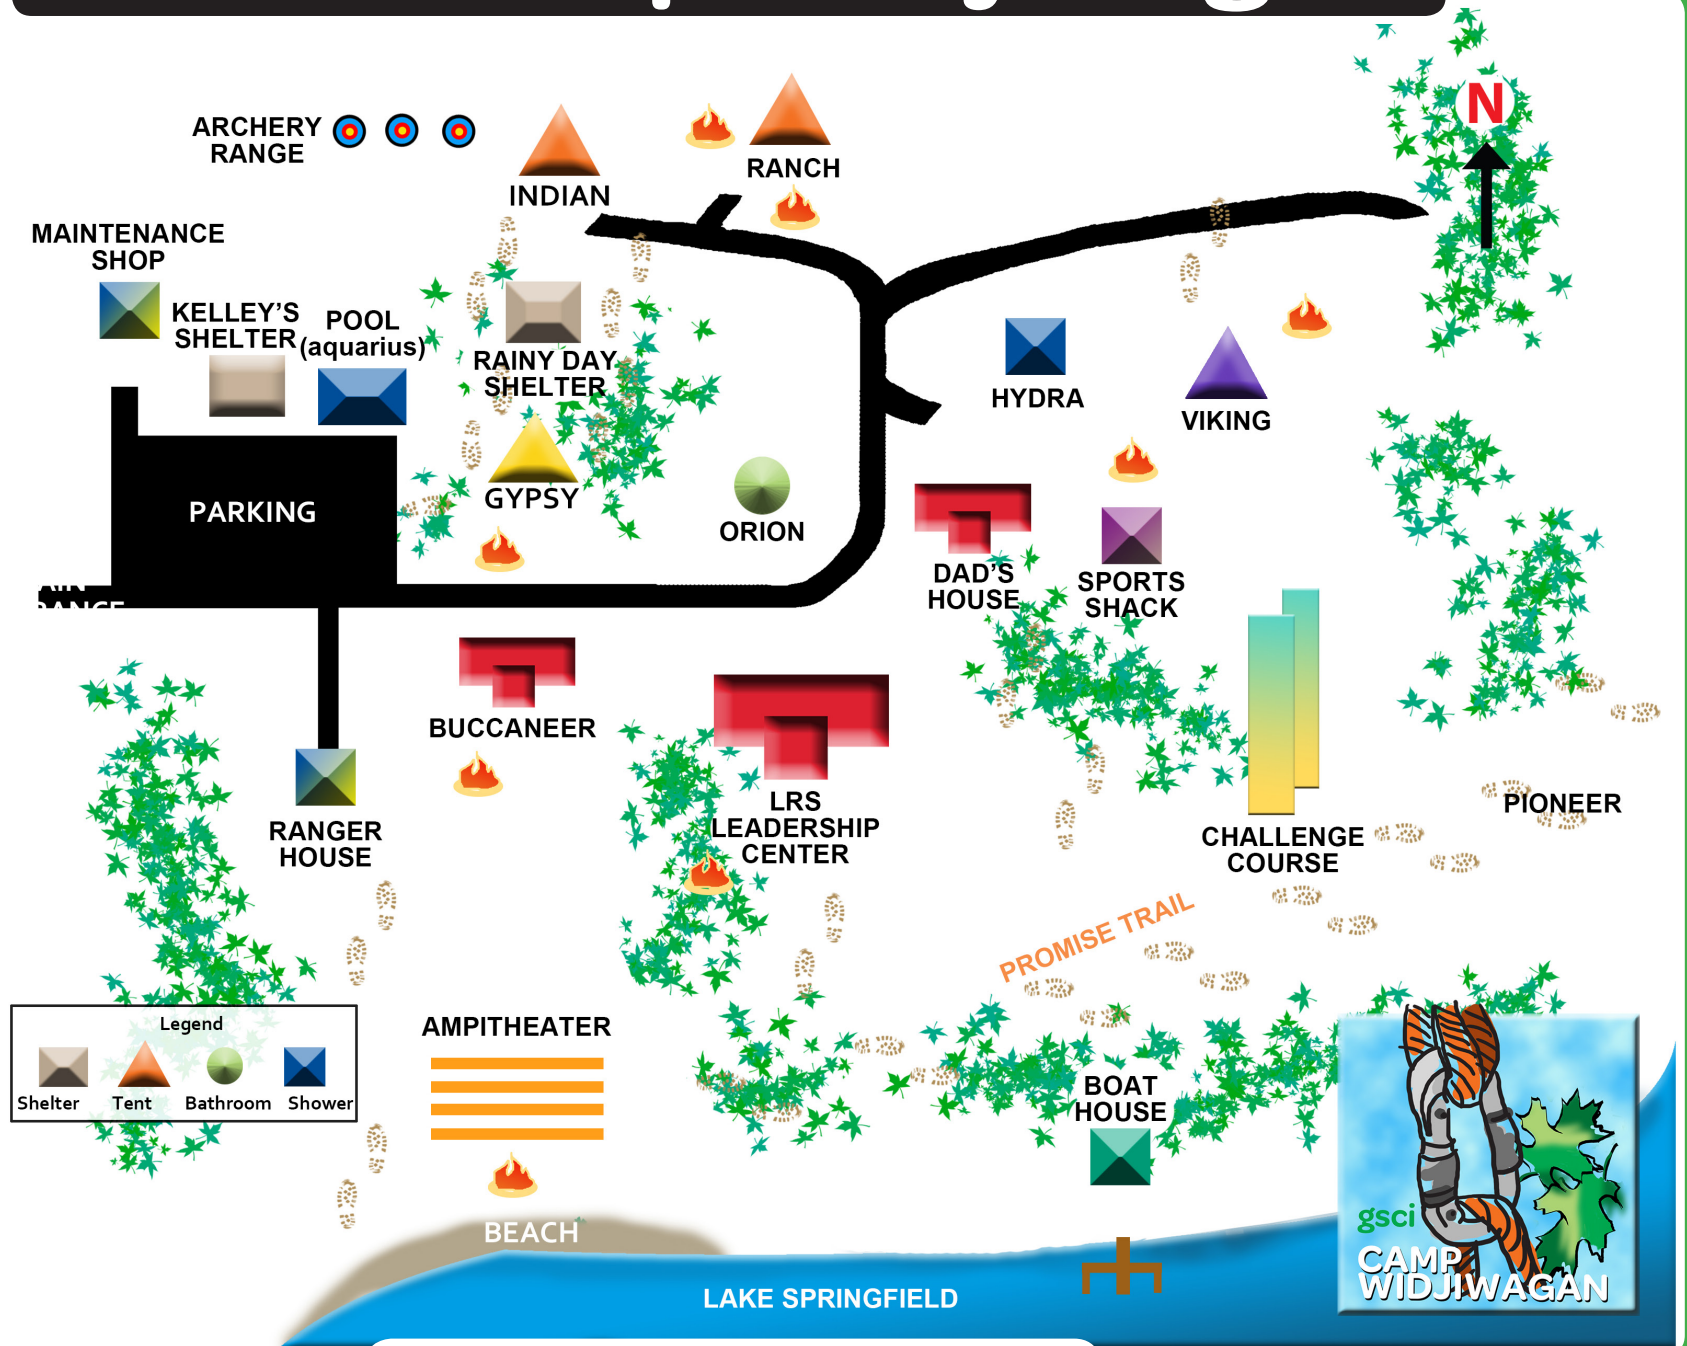 N
ARCHERY
RANGE
INDIAN
RANCH
MAINTENANCE
SHOP
KELLEY'S
SHELTER
POOL
(aquarius)
RAINY DAY
SHELTER
HYDRA
VIKING
GYPSY
ORION
PARKING
DAD'S
HOUSE
SPORTS
SHACK
BUCCANEER
LRS
LEADERSHIP
CENTER
RANGER
HOUSE
CHALLENGE
COURSE
PIONEER
PROMISE TRAIL
Legend
Shelter
Tent
Bathroom
Shower
AMPITHEATER
BOAT
HOUSE
BEACH
LAKE SPRINGFIELD
gsci
CAMP
WIDJIWAGAN